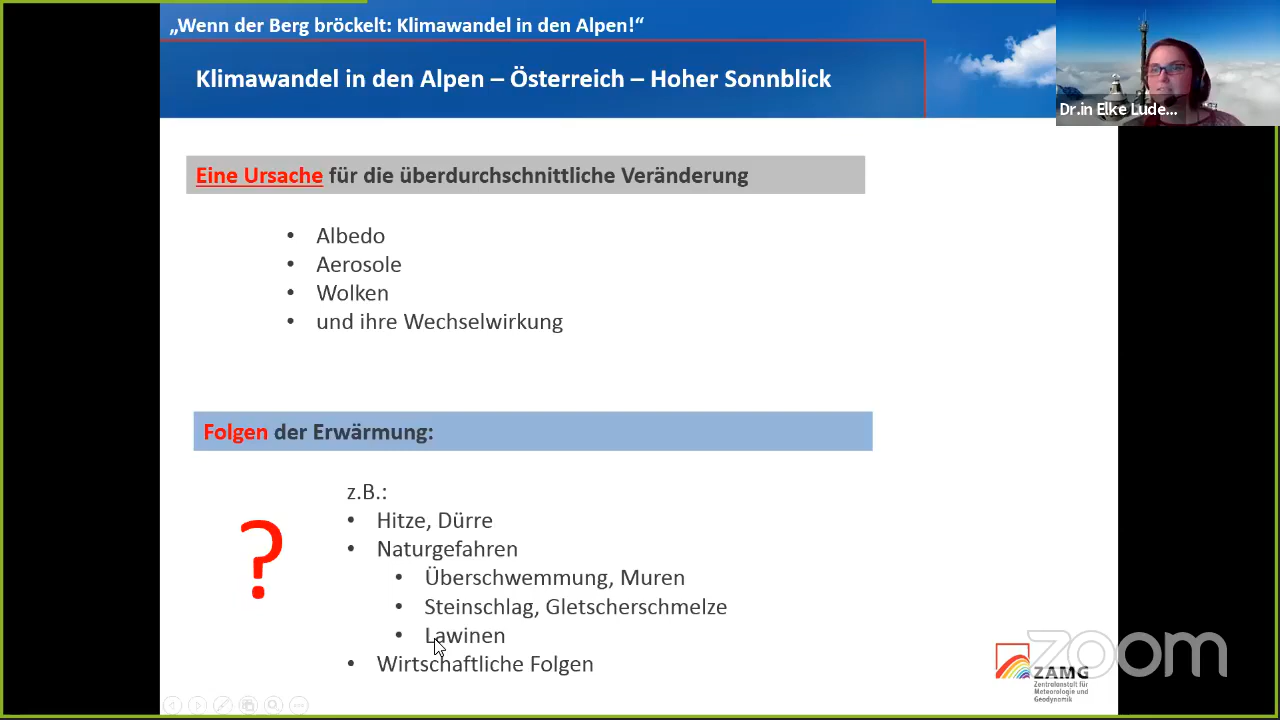 „Wenn der Berg bröckelt: Klimawandel in den Alpen!“
Klimawandel in den Alpen – Österreich – Hoher Sonnblick
Dr.in Elke Lude...
Eine Ursache für die überdurchschnittliche Veränderung
• Albedo
• Aerosole
• Wolken
• und ihre Wechselwirkung
Folgen der Erwärmung:
?
z.B.:
• Hitze, Dürre
• Naturgefahren
• Überschwemmung, Muren
• Steinschlag, Gletscherschmelze
• Lawinen
• Wirtschaftliche Folgen
ZAMG
Zentralanstalt für
Meteorologie und
Geodynamik
zoom